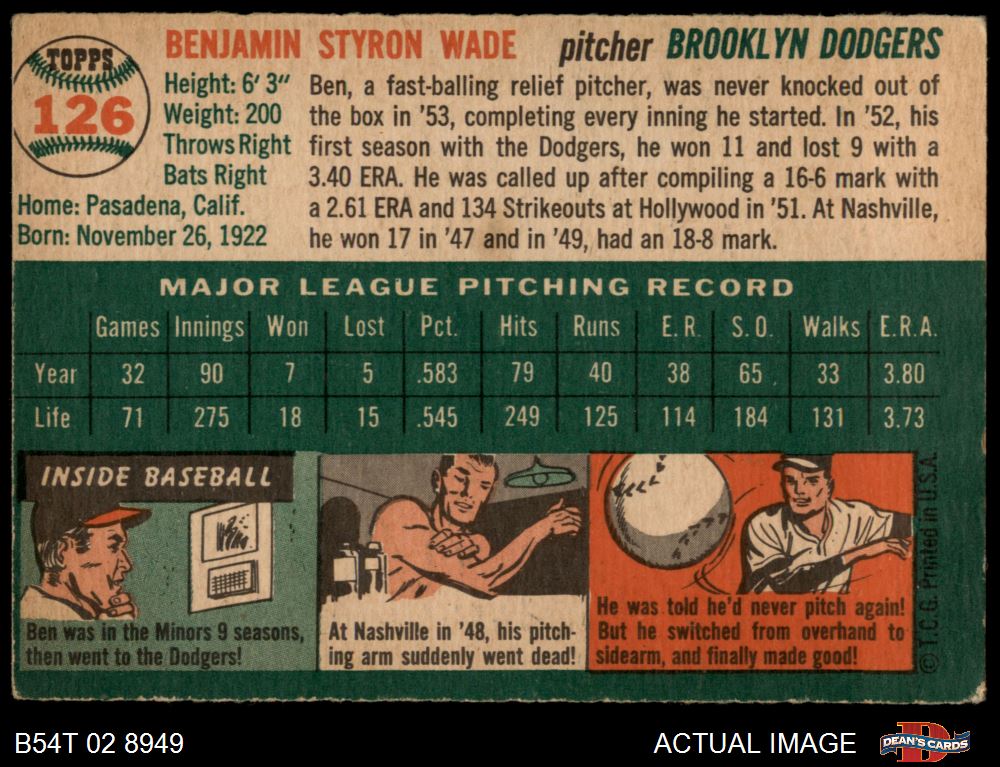 TOPPS
126
BENJAMIN STYRON WADE pitcher BROOKLYN DODGERS
Height: 6' 3"
Weight: 200
Throws Right
Bats Right
Home: Pasadena, Calif.
Born: November 26, 1922
Ben, a fast-balling relief pitcher, was never knocked out of
the box in '53, completing every inning he started. In '52, his
first season with the Dodgers, he won 11 and lost 9 with a
3.40 ERA. He was called up after compiling a 16-6 mark with
a 2.61 ERA and 134 Strikeouts at Hollywood in '51. At Nashville,
he won 17 in '47 and in '49, had an 18-8 mark.
MAJOR LEAGUE PITCHING RECORD
Games Innings Won Lost Pct. Hits Runs E.R. S.O. Walks E.R.A.
Year 32 90 7 5 .583 79 40 38 65 33 3.80
Life 71 275 18 15 .545 249 125 114 184 131 3.73
INSIDE BASEBALL
Ben was in the Minors 9 seasons,
then went to the Dodgers!
At Nashville in '48, his pitch-
ing arm suddenly went dead!
He was told he'd never pitch again!
But he switched from overhand to
sidearm, and finally made good!
© T.C.G. Printed in U.S.A.
B54T 02 8949
ACTUAL IMAGE
DEAN'S CARDS